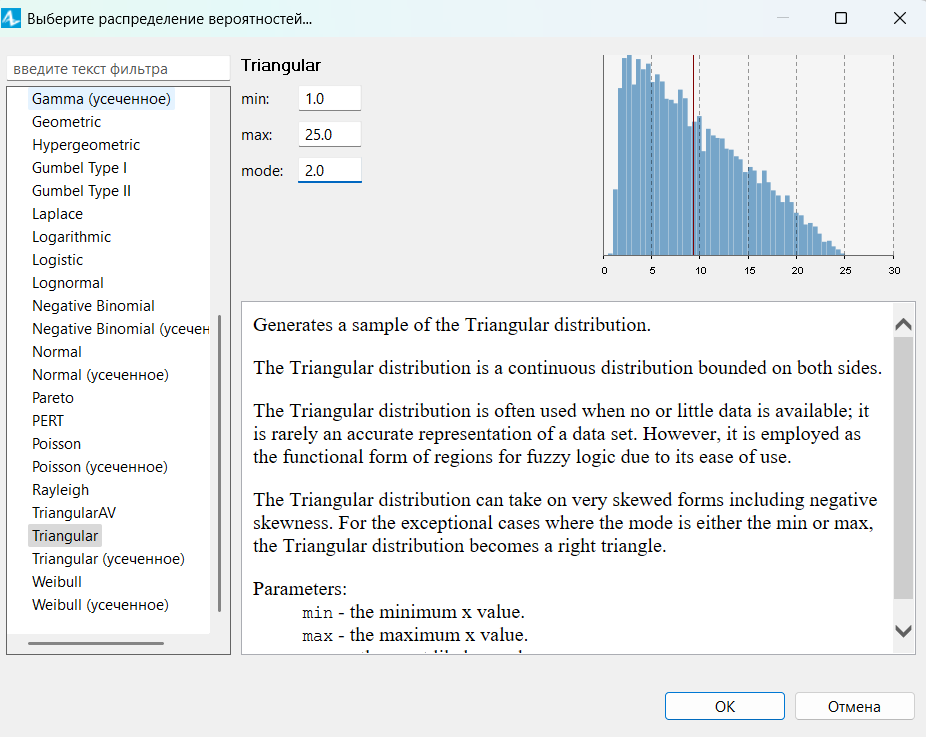 Выберите распределение вероятностей...
введите текст фильтра
Gamma (усеченное)
Geometric
Hypergeometric
Gumbel Type I
Gumbel Type II
Laplace
Logarithmic
Logistic
Lognormal
Negative Binomial
Negative Binomial (усечен
Normal
Normal (усеченное)
Pareto
PERT
Poisson
Poisson (усеченное)
Rayleigh
TriangularAV
Triangular
Triangular (усеченное)
Weibull
Weibull (усеченное)
Triangular
min: 1.0
max: 25.0
mode: 2.0
0 5 10 15 20 25 30
Generates a sample of the Triangular distribution.
The Triangular distribution is a continuous distribution bounded on both sides.
The Triangular distribution is often used when no or little data is available; it
is rarely an accurate representation of a data set. However, it is employed as
the functional form of regions for fuzzy logic due to its ease of use.
The Triangular distribution can take on very skewed forms including negative
skewness. For the exceptional cases where the mode is either the min or max,
the Triangular distribution becomes a right triangle.
Parameters:
min - the minimum x value.
max - the maximum x value.
OK
Отмена